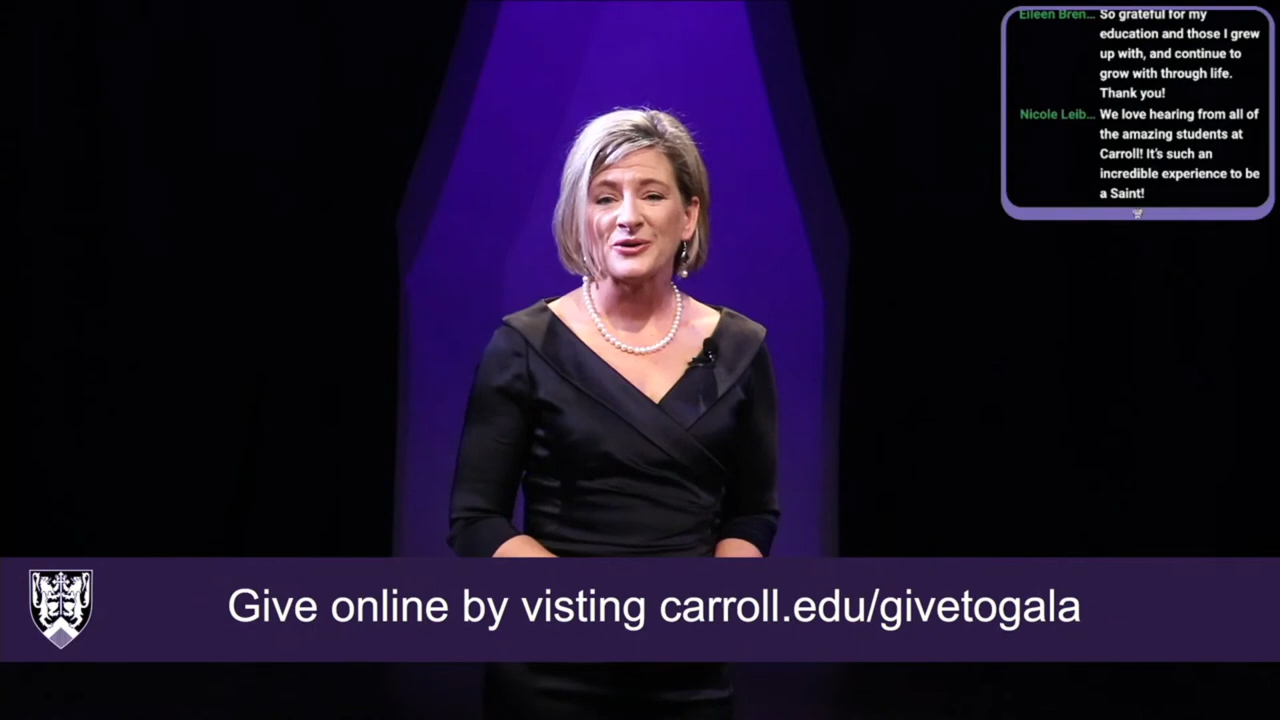 Eileen Bren... So grateful for my
education and those I grew
up with, and continue to
grow with through life.
Thank you!
Nicole Leib... We love hearing from all of
the amazing students at
Carroll! It's such an
incredible experience to be
a Saint!
Give online by visting carroll.edu/givetogala